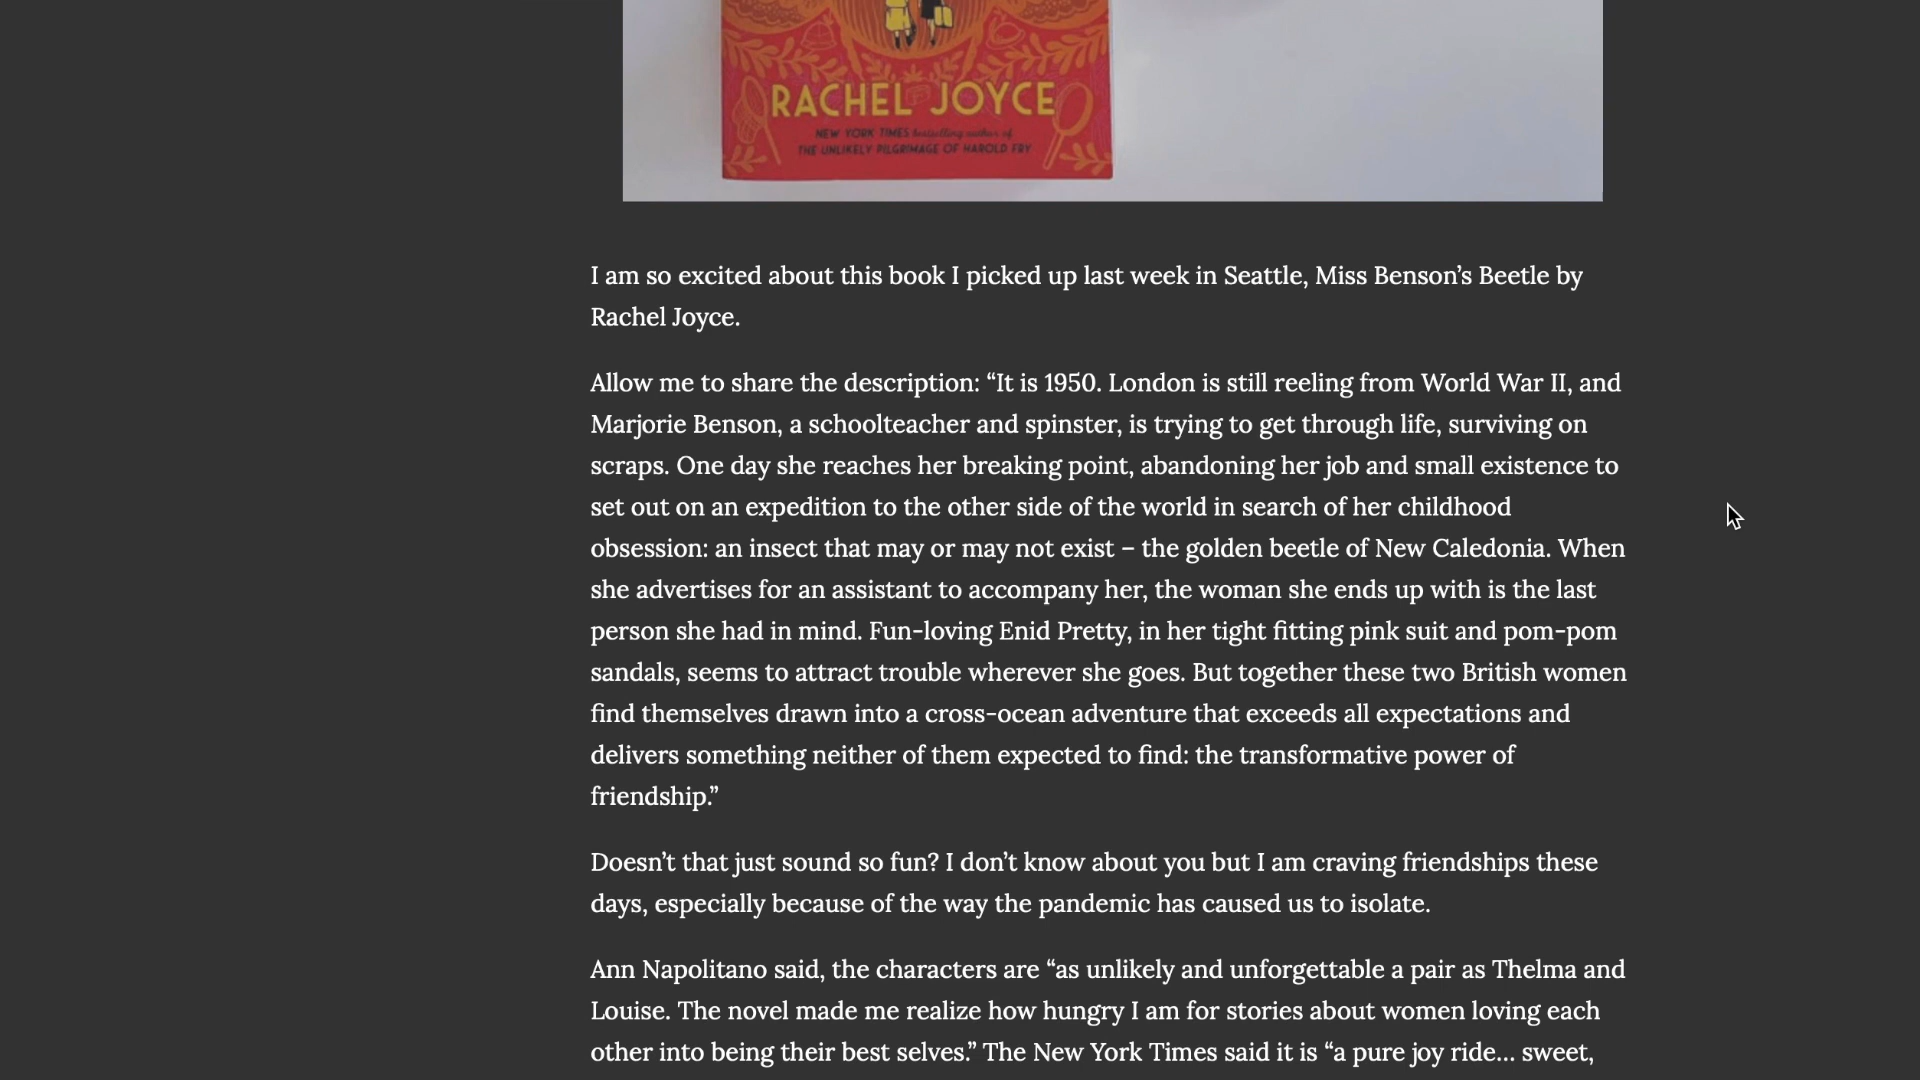 RACHEL JOYCE
NEW YORK TIMES bestselling author of
THE UNLIKELY PILGRIMAGE OF HAROLD FRY
I am so excited about this book I picked up last week in Seattle, Miss Benson’s Beetle by
Rachel Joyce.
Allow me to share the description: “It is 1950. London is still reeling from World War II, and
Marjorie Benson, a schoolteacher and spinster, is trying to get through life, surviving on
scraps. One day she reaches her breaking point, abandoning her job and small existence to
set out on an expedition to the other side of the world in search of her childhood
obsession: an insect that may or may not exist – the golden beetle of New Caledonia. When
she advertises for an assistant to accompany her, the woman she ends up with is the last
person she had in mind. Fun-loving Enid Pretty, in her tight fitting pink suit and pom-pom
sandals, seems to attract trouble wherever she goes. But together these two British women
find themselves drawn into a cross-ocean adventure that exceeds all expectations and
delivers something neither of them expected to find: the transformative power of
friendship.”
Doesn’t that just sound so fun? I don’t know about you but I am craving friendships these
days, especially because of the way the pandemic has caused us to isolate.
Ann Napolitano said, the characters are “as unlikely and unforgettable a pair as Thelma and
Louise. The novel made me realize how hungry I am for stories about women loving each
other into being their best selves.” The New York Times said it is “a pure joy ride… sweet,